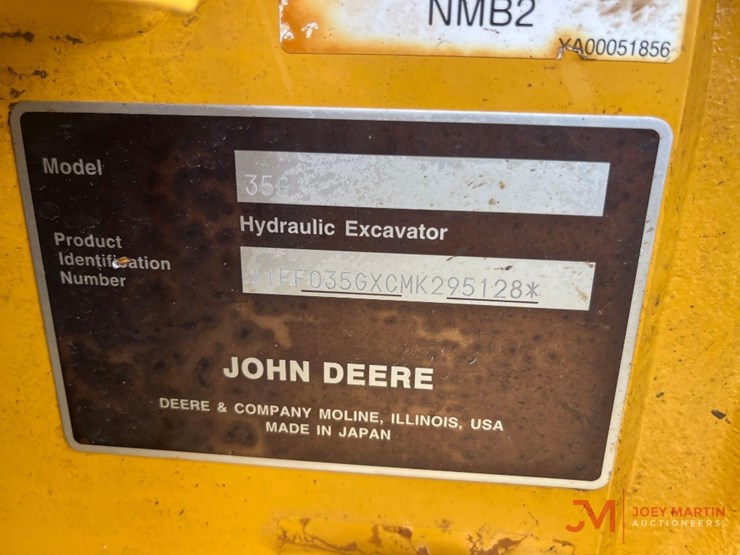 NMB2
XA00051856
Model
35G
Hydraulic Excavator
Product
Identification
Number
*1FF035GXCMK295128*
JOHN DEERE
DEERE & COMPANY MOLINE, ILLINOIS, USA
MADE IN JAPAN
JM
JOEY MARTIN
AUCTIONEERS